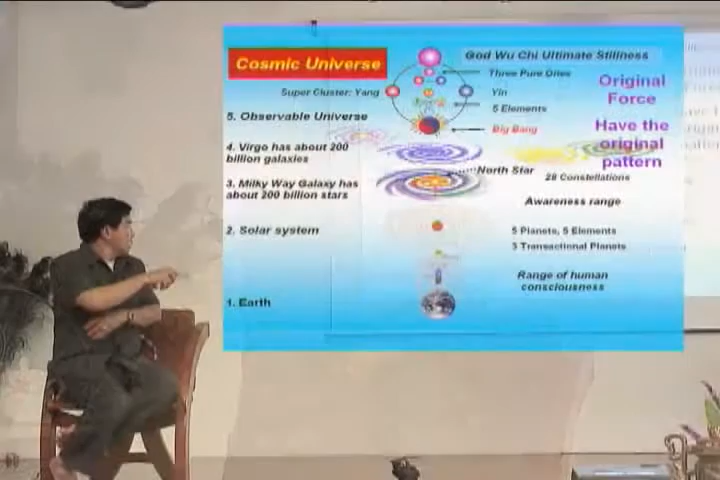 Cosmic Universe
God Wu Chi Ultimate Stillness
Three Pure Ones
Super Cluster: Yang
Yin
Original
Force
5 Elements
5. Observable Universe
Big Bang
Have the
original
pattern
4. Virgo has about 200
billion galaxies
North Star
28 Constellations
3. Milky Way Galaxy has
about 200 billion stars
Awareness range
2. Solar system
5 Planets, 5 Elements
3 Transactional Planets
Range of human
consciousness
1. Earth